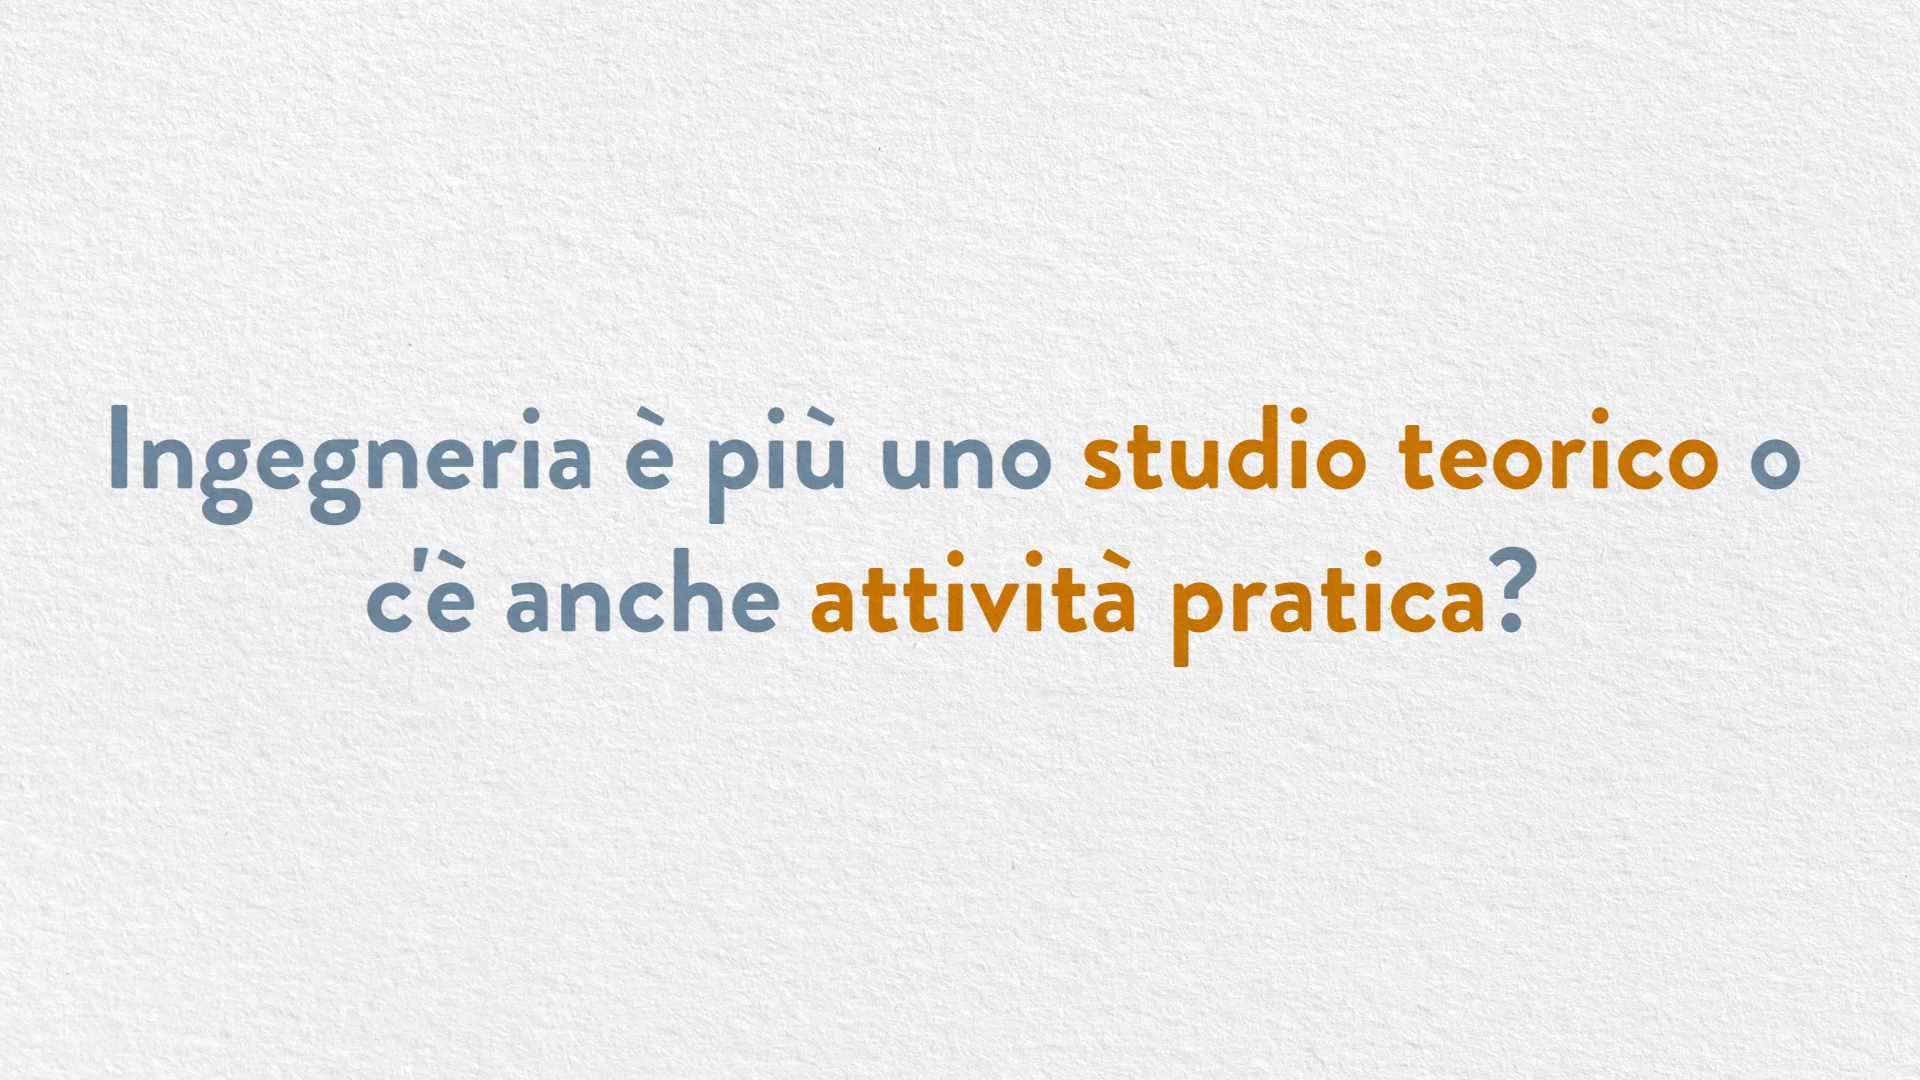 Ingegneria è più uno studio teorico o
c'è anche attività pratica?